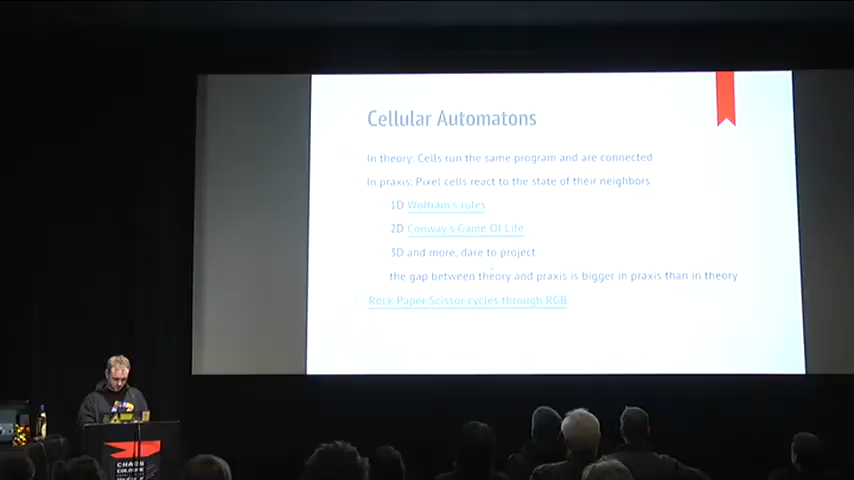 Cellular Automatons
In theory: Cells run the same program and are connected
In praxis: Pixel cells react to the state of their neighbors
1D Wolfram's rules
2D Conway's Game Of Life
3D and more, dare to project
the gap between theory and praxis is bigger in praxis than in theory
Rock Paper Scissor cycles through RGB
CHAOS
COLOGNE